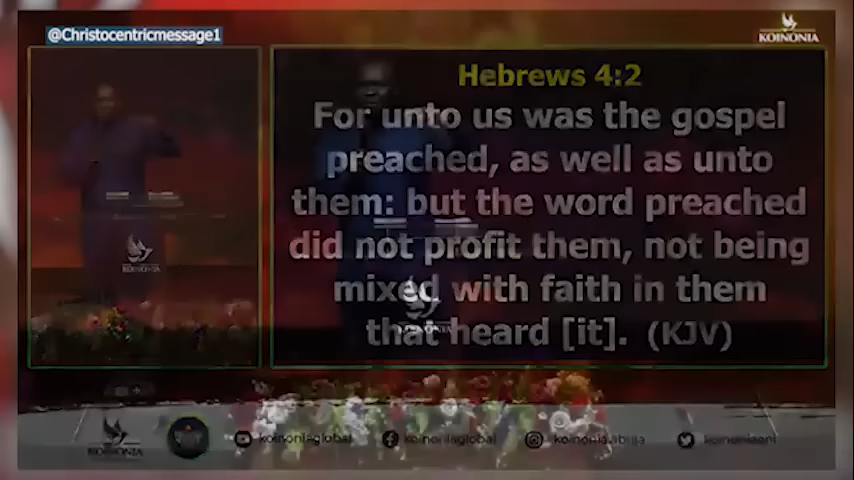 @Christocentricmessage1
KOINONIA
Hebrews 4:2
For unto us was the gospel
preached, as well as unto
them: but the word preached
did not profit them, not being
mixed with faith in them
that heard [it]. (KJV)
KOINONIA
KOINONIA
koinoniaglobal
koinoniaglobal
koinonia.abuja
koinoniaeni